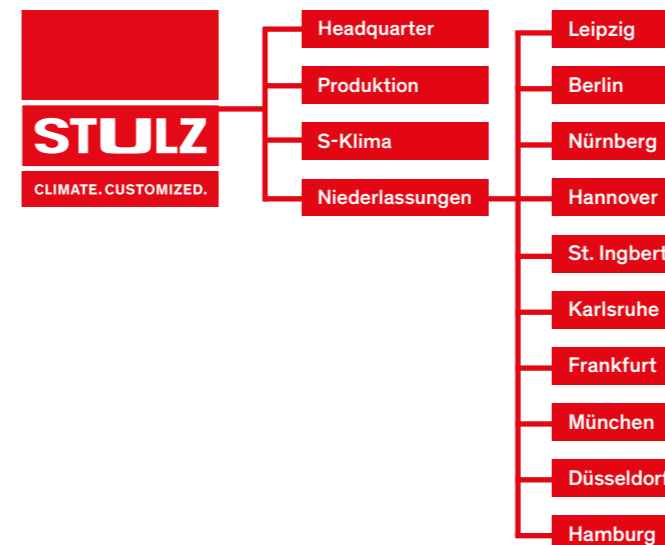 STULZ
CLIMATE. CUSTOMIZED.
Headquarter
Produktion
S-Klima
Niederlassungen
Leipzig
Berlin
Nürnberg
Hannover
St. Ingbert
Karlsruhe
Frankfurt
München
Düsseldorf
Hamburg